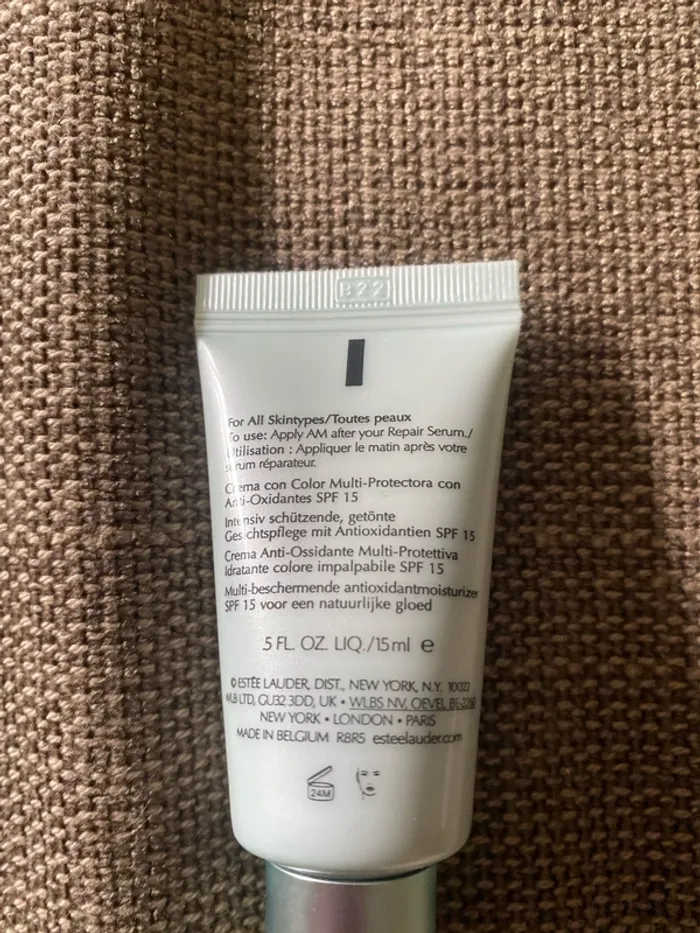 B22
For All Skintypes/Toutes peaux
To use: Apply AM after your Repair Serum./
Utilisation : Appliquer le matin après votre
sérum réparateur.
Crema con Color Multi-Protectora con
Anti-Oxidantes SPF 15
Intensiv schützende, getönte
Gesichtspflege mit Antioxidantien SPF 15
Crema Anti-Ossidante Multi-Protettiva
Idratante colore impalpabile SPF 15
Multi-beschermende antioxidantmoisturizer
SPF 15 voor een natuurlijke gloed
.5 FL. OZ. LIQ./15ml e
©ESTĒE LAUDER, DIST., NEW YORK, N.Y. 10022
WLB LTD, GU32 3DD, UK • WLBS NV, OEVEL, BE-2260
NEW YORK • LONDON • PARIS
MADE IN BELGIUM R8R5 esteelauder.com
24M